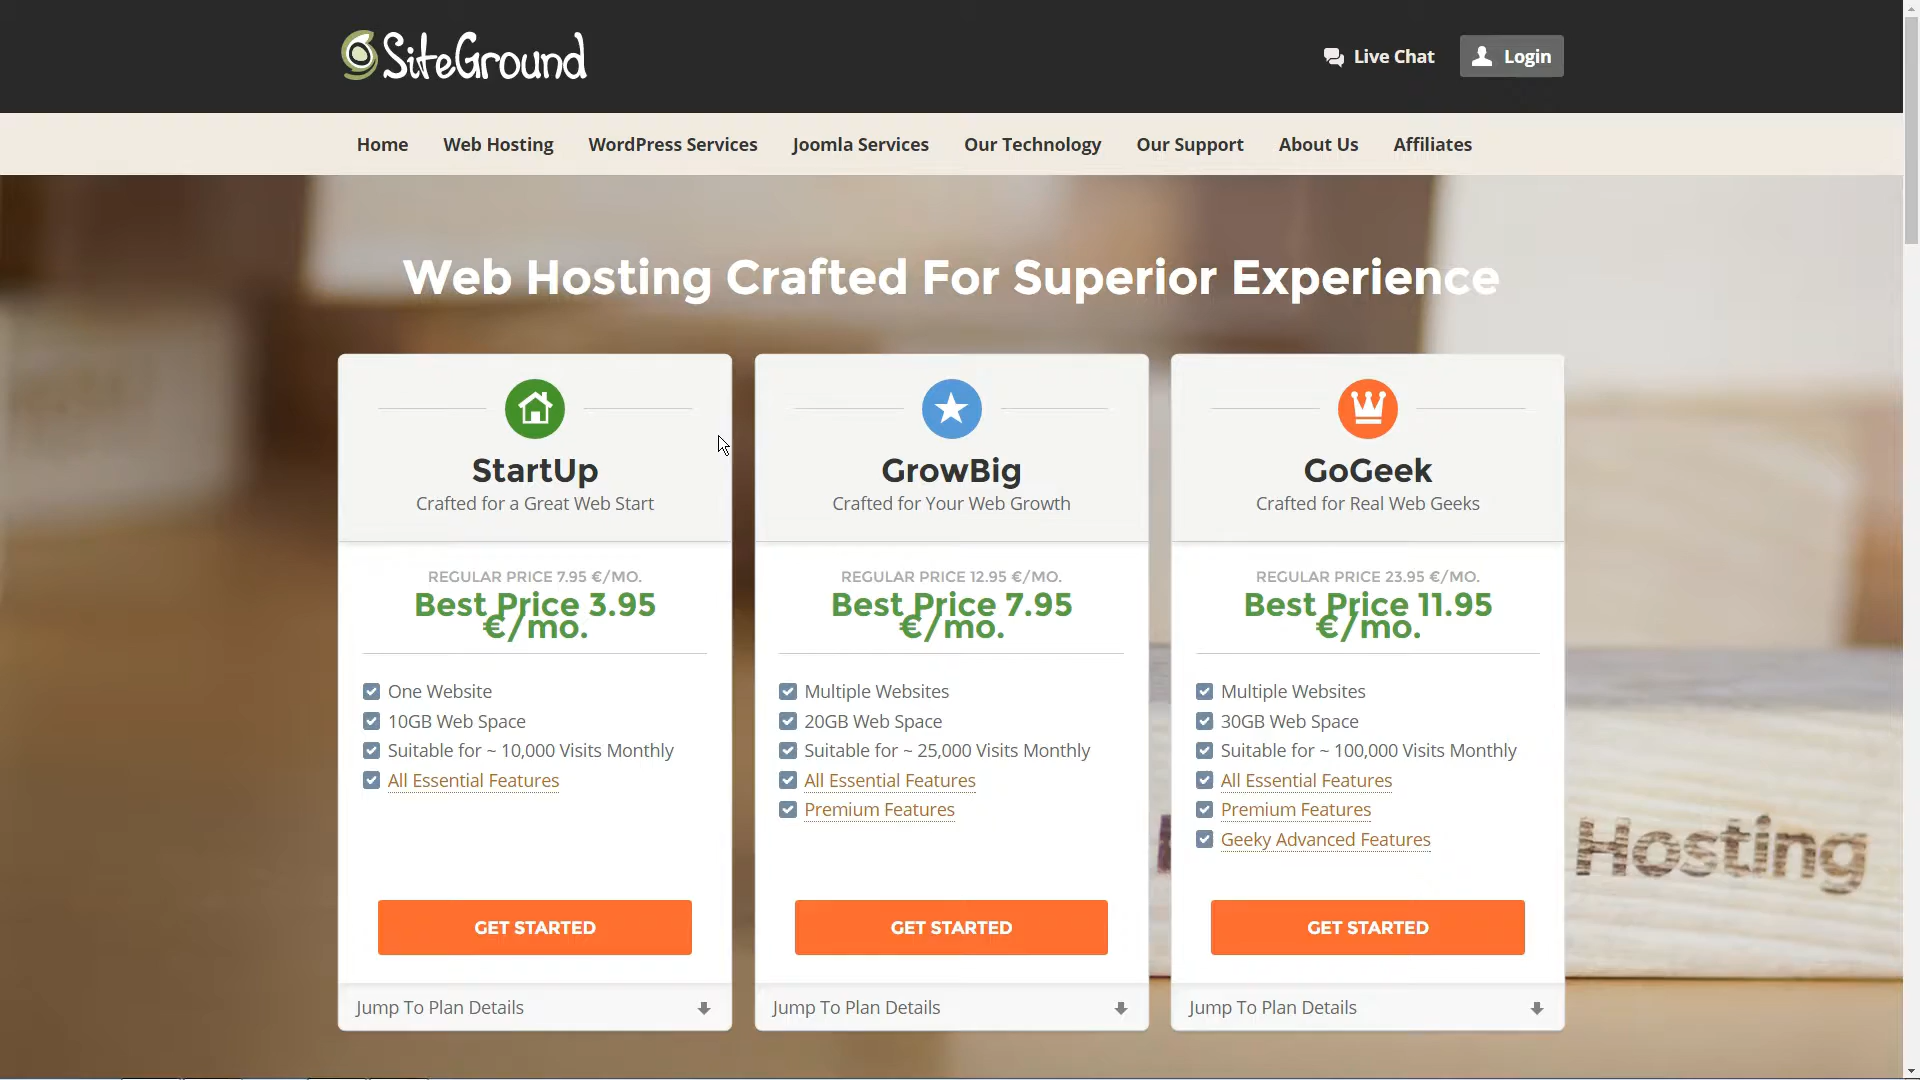 SiteGround
Live Chat
Login
Home Web Hosting WordPress Services Joomla Services Our Technology Our Support About Us Affiliates
Web Hosting Crafted For Superior Experience
StartUp
Crafted for a Great Web Start
REGULAR PRICE 7.95 €/MO.
Best Price 3.95
€/mo.
One Website
10GB Web Space
Suitable for ~ 10,000 Visits Monthly
All Essential Features
GET STARTED
Jump To Plan Details
GrowBig
Crafted for Your Web Growth
REGULAR PRICE 12.95 €/MO.
Best Price 7.95
€/mo.
Multiple Websites
20GB Web Space
Suitable for ~ 25,000 Visits Monthly
All Essential Features
Premium Features
GET STARTED
Jump To Plan Details
GoGeek
Crafted for Real Web Geeks
REGULAR PRICE 23.95 €/MO.
Best Price 11.95
€/mo.
Multiple Websites
30GB Web Space
Suitable for ~ 100,000 Visits Monthly
All Essential Features
Premium Features
Geeky Advanced Features
GET STARTED
Jump To Plan Details
Hosting